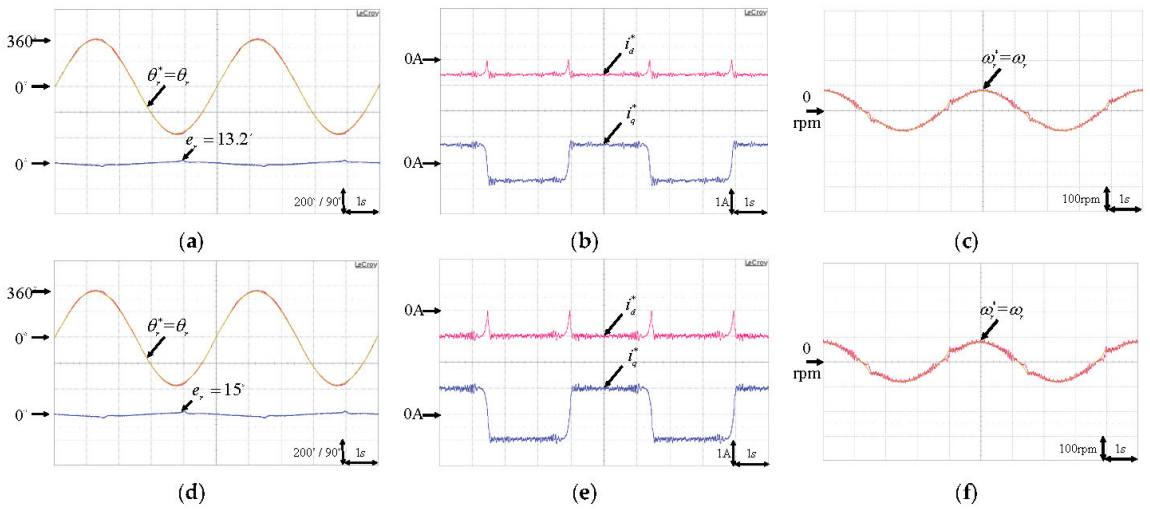 LeCroy
360°
θr*=θr
0°
er=13.2°
0°
200°/90°
1s
(a)
LeCroy
0A
id*
iq*
0A
1A
1s
(b)
ωr*=ωr
0
rpm
100rpm
1s
(c)
LeCroy
360°
0°
θr*=θr
er=15°
0°
200°/90°
1s
(d)
LeCroy
0A
id*
iq*
0A
1A
1s
(e)
ωr*=ωr
0
rpm
100rpm
1s
(f)